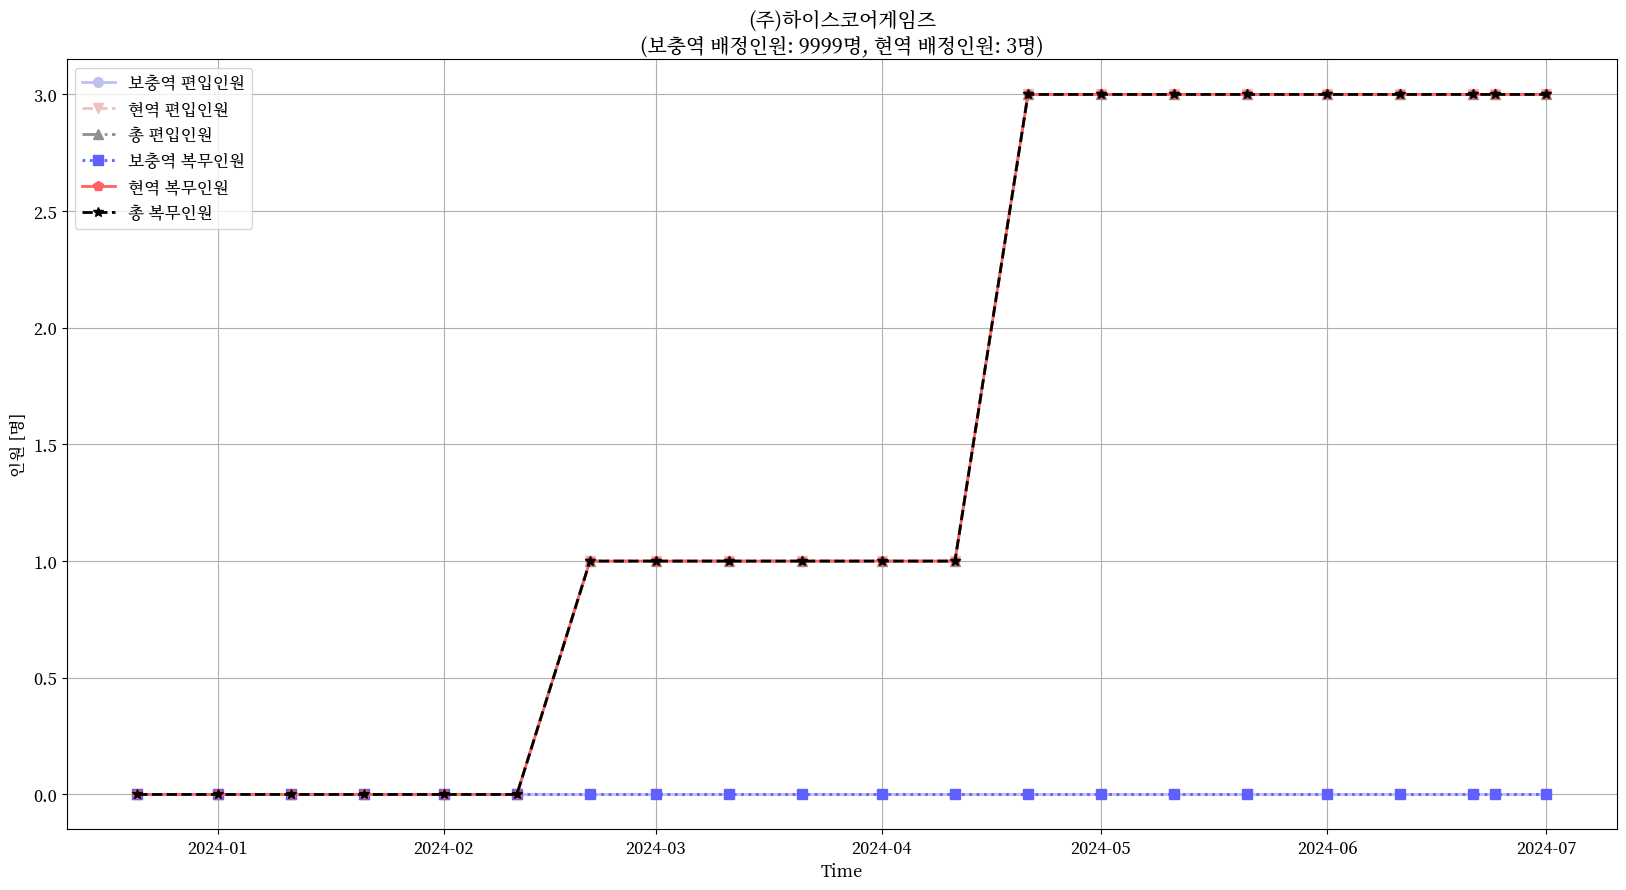 (주)하이스코어게임즈
(보충역 배정인원: 9999명, 현역 배정인원: 3명)
보충역 편입인원
현역 편입인원
총 편입인원
보충역 복무인원
현역 복무인원
총 복무인원
3.0
2.5
2.0
1.5
1.0
0.5
0.0
인원 [명]
2024-01
2024-02
2024-03
2024-04
2024-05
2024-06
2024-07
Time